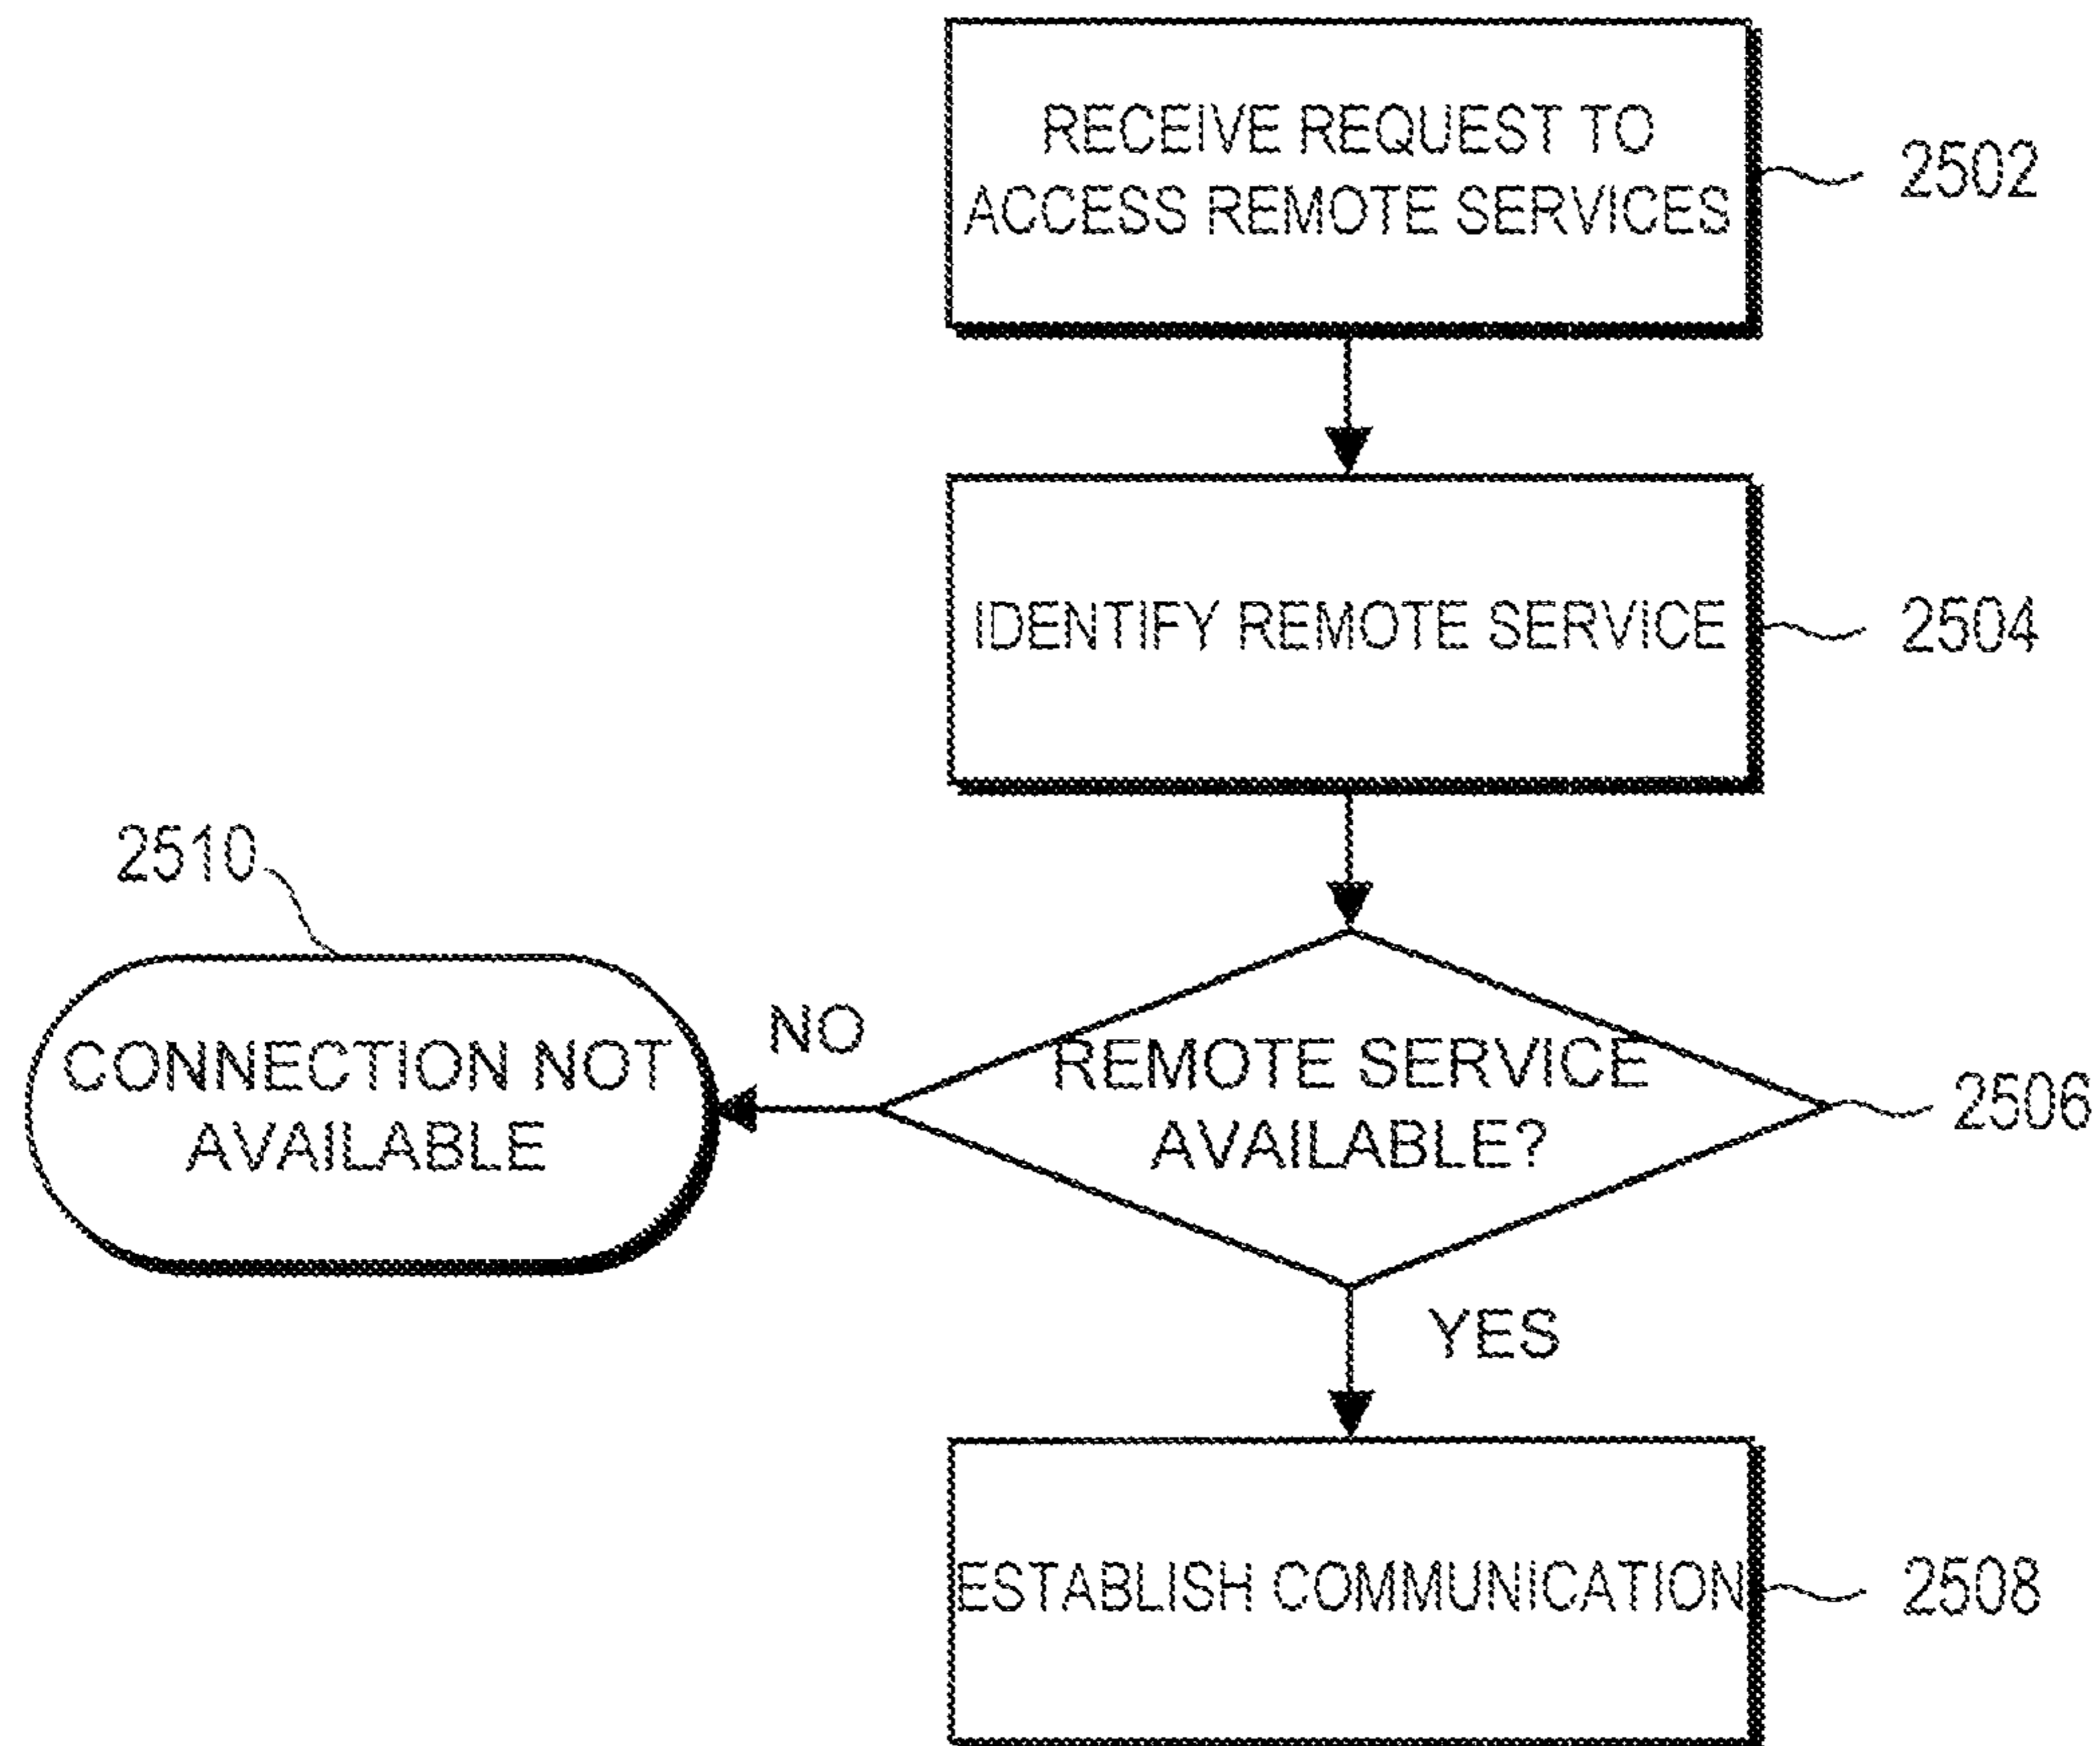 RECEIVE REQUEST TO
ACCESS REMOTE SERVICES
2502
IDENTIFY REMOTE SERVICE
2504
2510
CONNECTION NOT
AVAILABLE
NO
REMOTE SERVICE
AVAILABLE?
2506
YES
ESTABLISH COMMUNICATION
2508